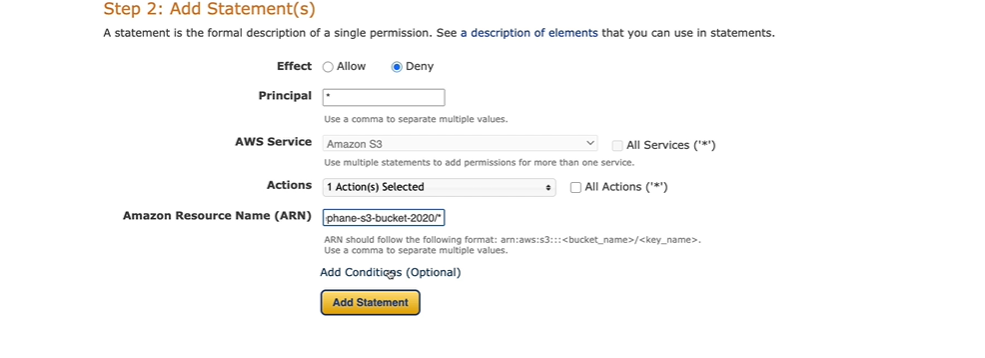 Step 2: Add Statement(s)
A statement is the formal description of a single permission. See a description of elements that you can use in statements.
Effect Allow Deny
Principal *
Use a comma to separate multiple values.
AWS Service Amazon S3 All Services ('*')
Use multiple statements to add permissions for more than one service.
Actions 1 Action(s) Selected All Actions ('*')
Amazon Resource Name (ARN) phane-s3-bucket-2020/*
ARN should follow the following format: arn:aws:s3:::<bucket_name>/<key_name>.
Use a comma to separate multiple values.
Add Conditions (Optional)
Add Statement